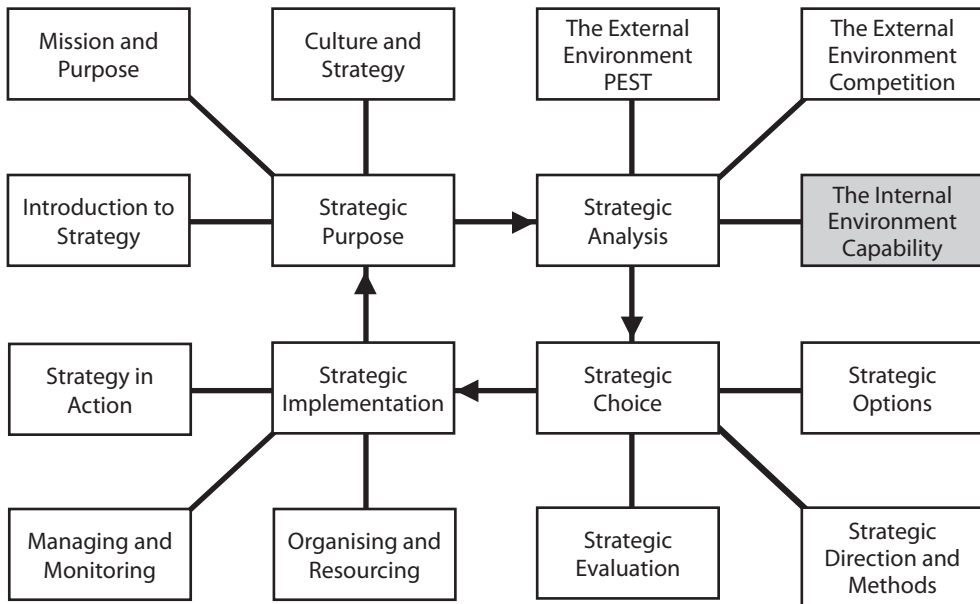 Mission and
Purpose
Culture and
Strategy
The External
Environment
PEST
The External
Environment
Competition
Introduction to
Strategy
Strategic
Purpose
Strategic
Analysis
The Internal
Environment
Capability
Strategy in
Action
Strategic
Implementation
Strategic
Choice
Strategic
Options
Managing and
Monitoring
Organising and
Resourcing
Strategic
Evaluation
Strategic
Direction and
Methods